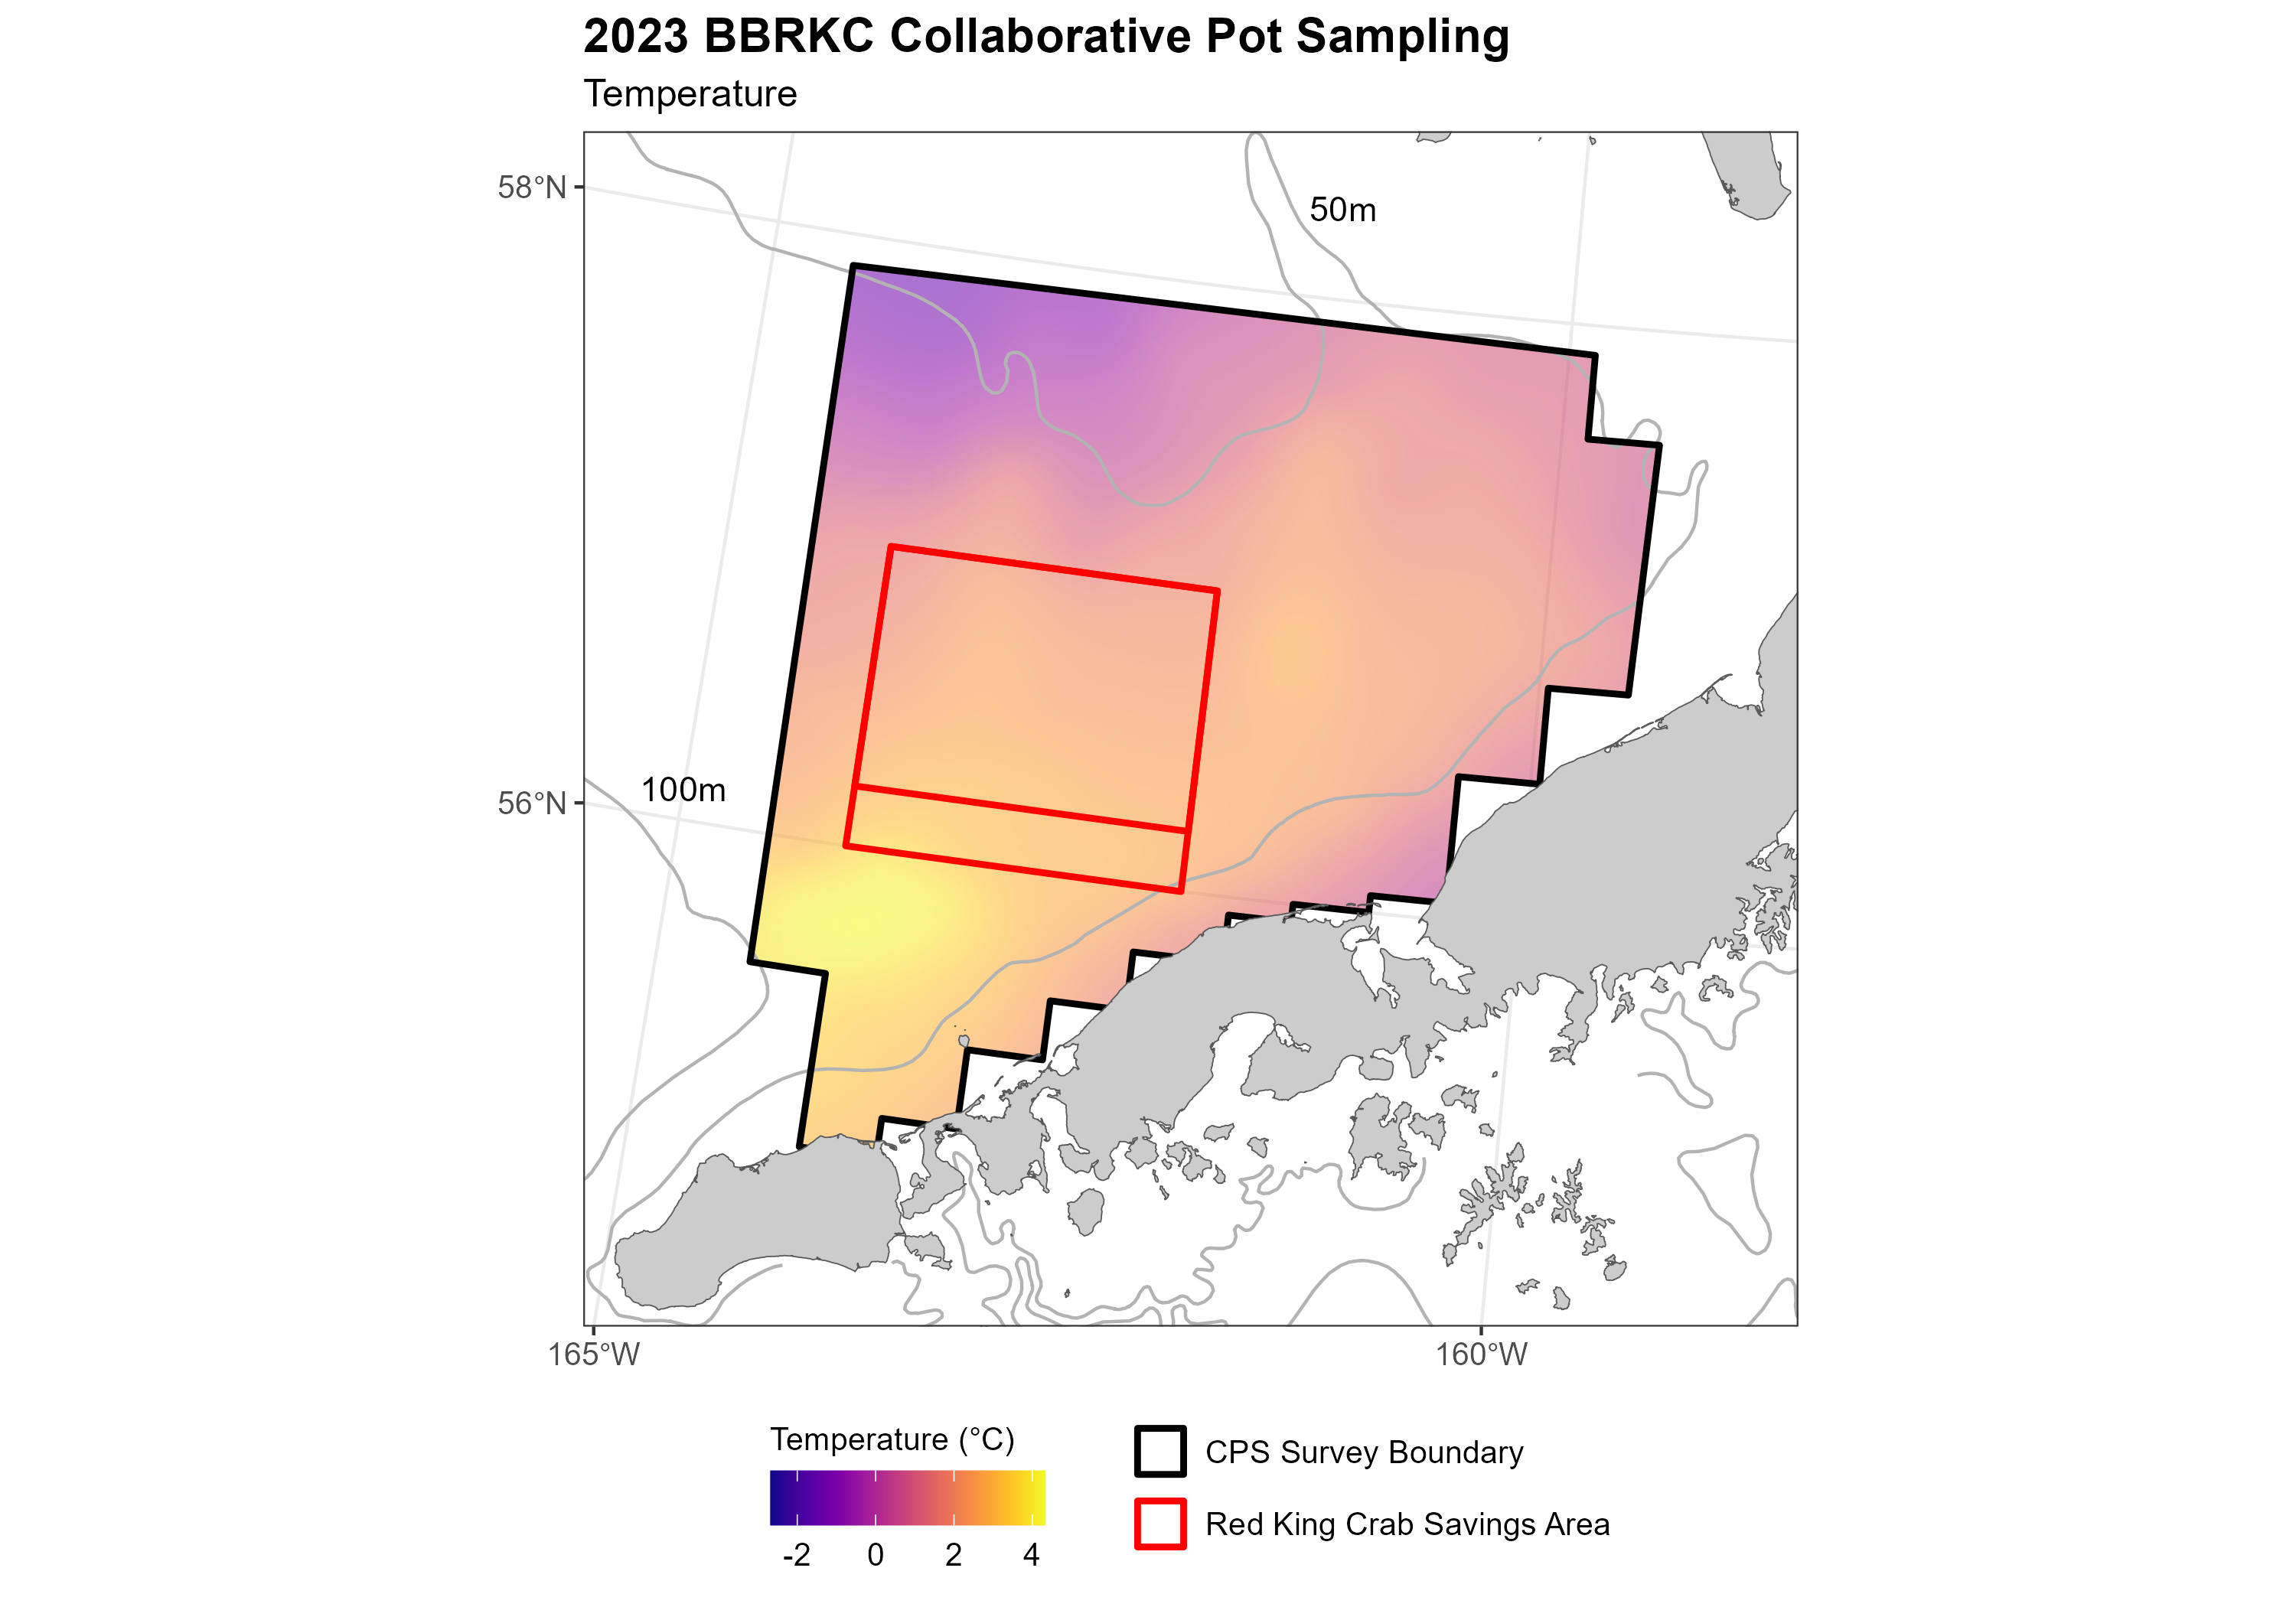 2023 BBRKC Collaborative Pot Sampling
Temperature
58°N
50m
56°N
100m
165°W
160°W
Temperature (°C)
-2 0 2 4
CPS Survey Boundary
Red King Crab Savings Area